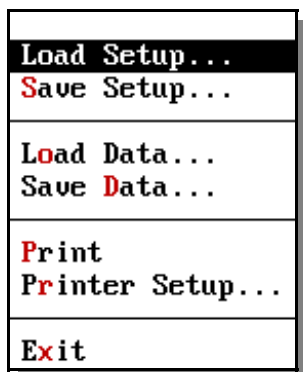 Load Setup...
Save Setup...
Load Data...
Save Data...
Print
Printer Setup...
Exit